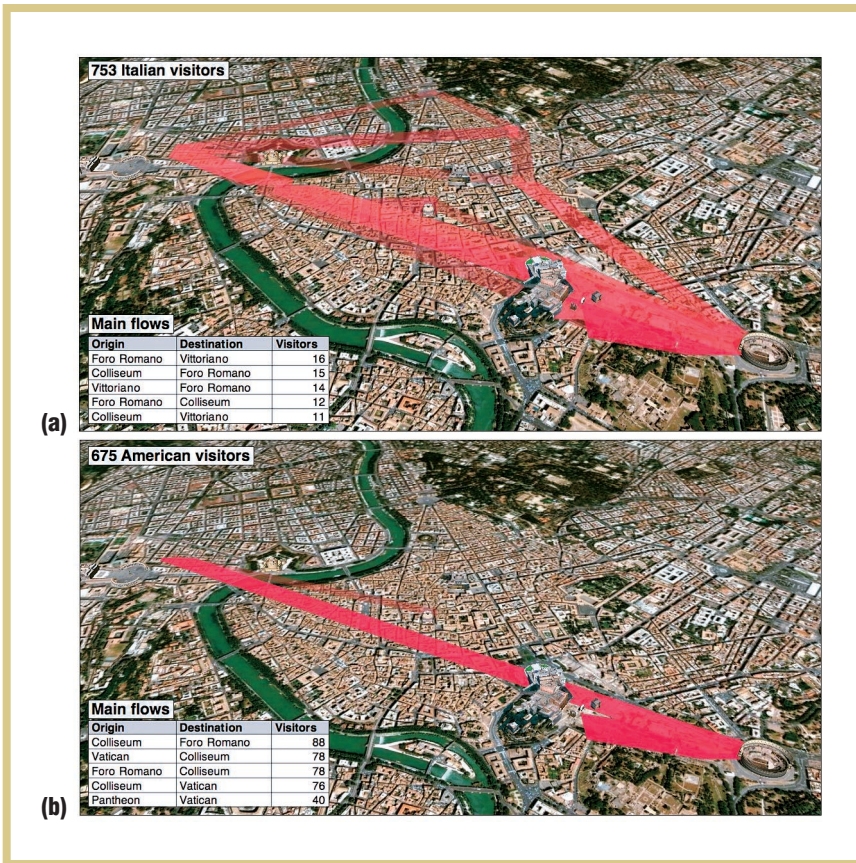 753 Italian visitors
Main flows
Origin Destination Visitors
Foro Romano Vittoriano 16
Colliseum Foro Romano 15
Vittoriano Foro Romano 14
Foro Romano Colliseum 12
Colliseum Vittoriano 11
(a)
675 American visitors
Main flows
Origin Destination Visitors
Colliseum Foro Romano 88
Vatican Colliseum 78
Foro Romano Colliseum 78
Colliseum Vatican 76
Pantheon Vatican 40
(b)